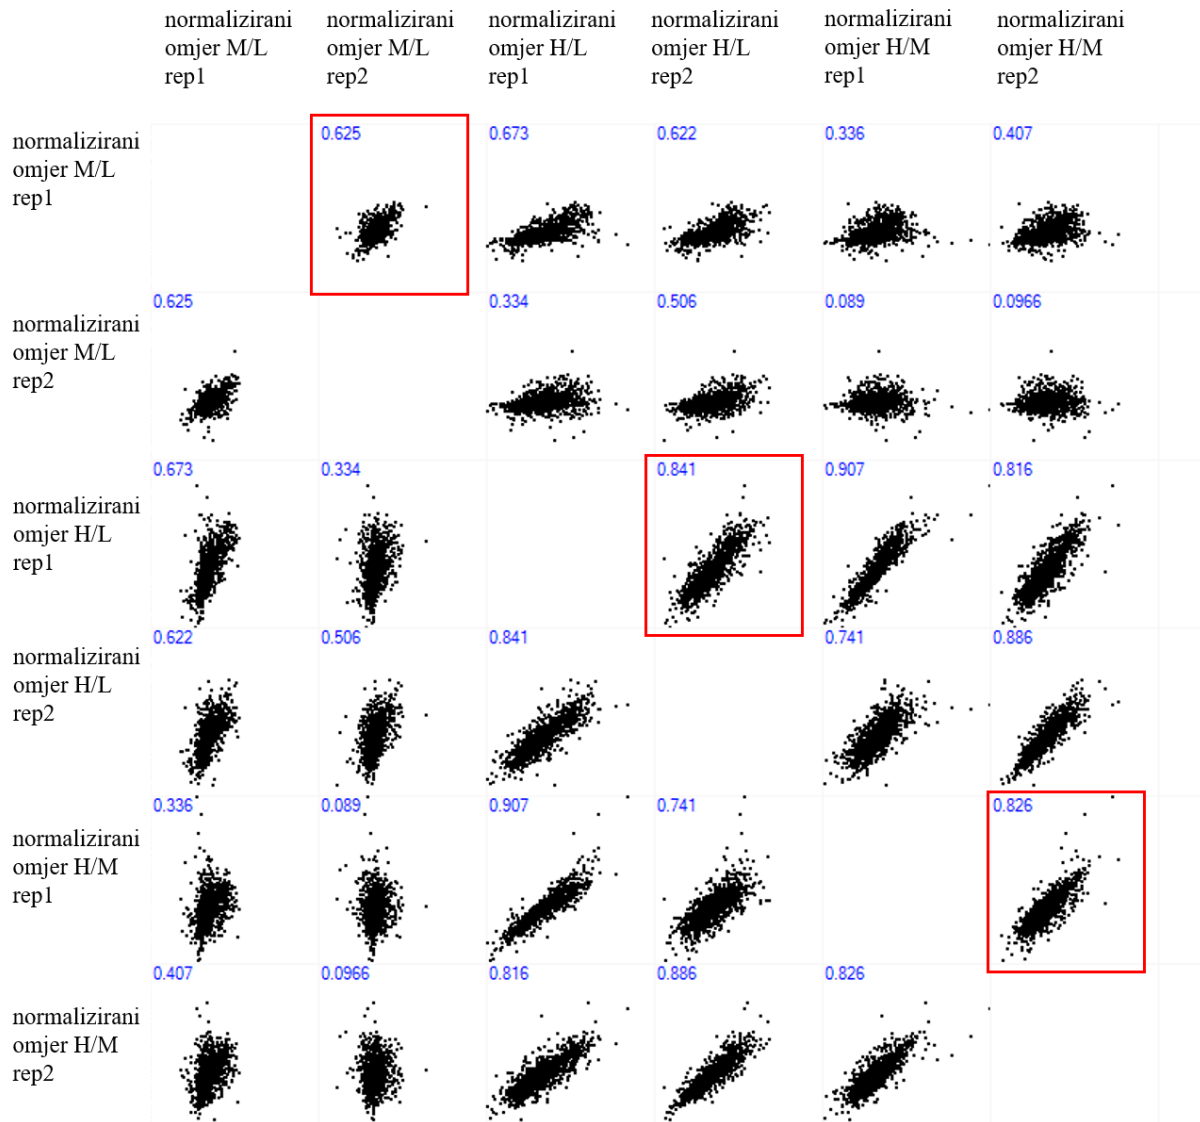 normalizirani
omjer M/L
rep1
normalizirani
omjer M/L
rep2
normalizirani
omjer H/L
rep1
normalizirani
omjer H/L
rep2
normalizirani
omjer H/M
rep1
normalizirani
omjer H/M
rep2
normalizirani
omjer M/L
rep1
0.625
0.673
0.622
0.336
0.407
normalizirani
omjer M/L
rep2
0.625
0.334
0.506
0.089
0.0966
normalizirani
omjer H/L
rep1
0.673
0.334
0.841
0.907
0.816
normalizirani
omjer H/L
rep2
0.622
0.506
0.841
0.741
0.886
normalizirani
omjer H/M
rep1
0.336
0.089
0.907
0.741
0.826
normalizirani
omjer H/M
rep2
0.407
0.0966
0.816
0.886
0.826